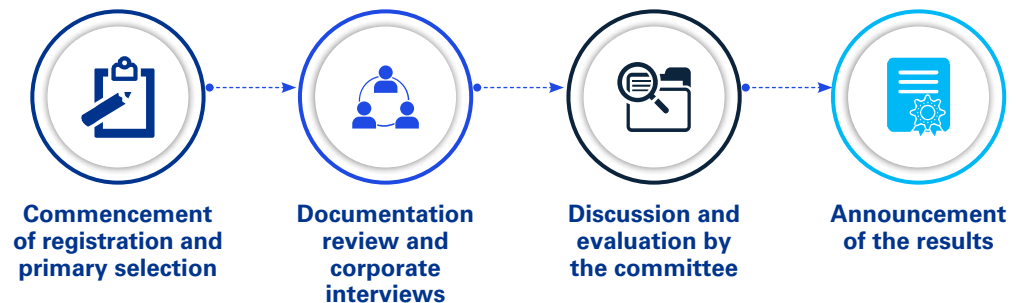 Commencement
of registration and
primary selection
Documentation
review and
corporate
interviews
Discussion and
evaluation by
the committee
Announcement
of the results